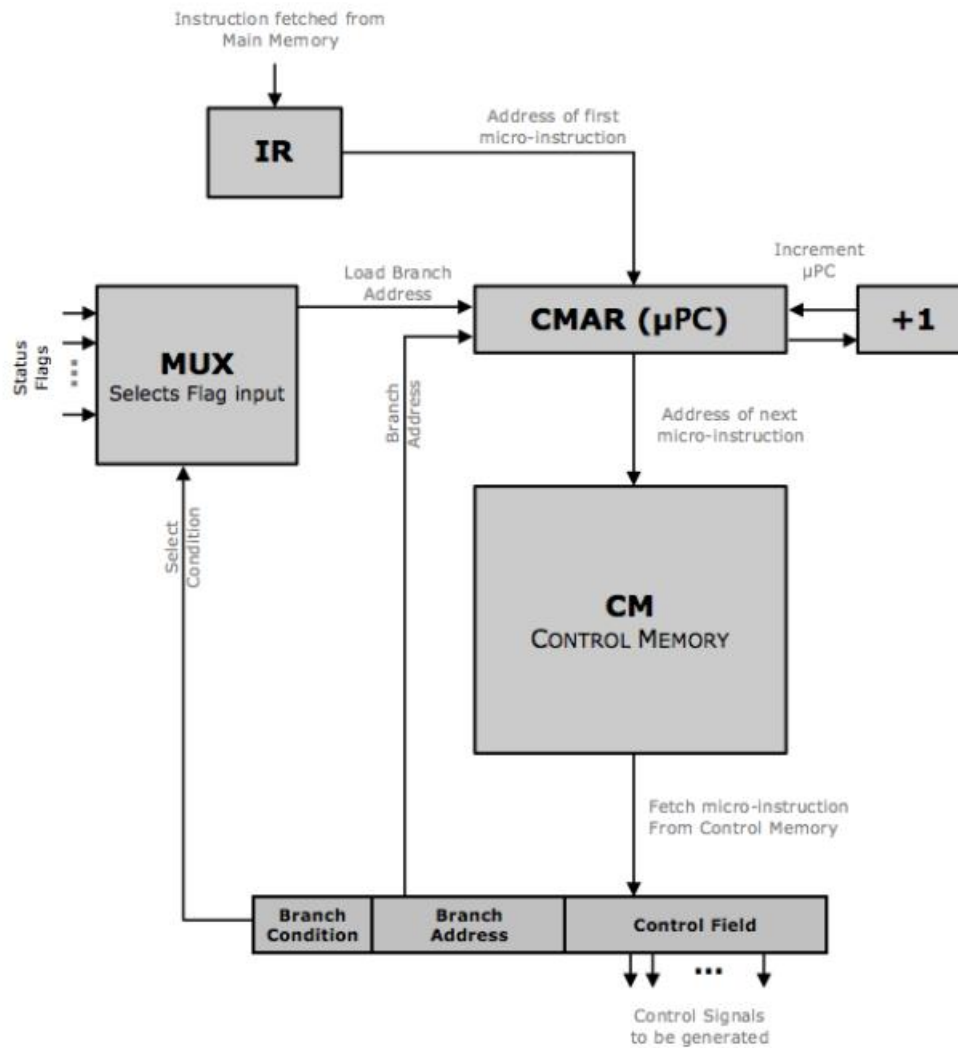 Instruction fetched from
Main Memory
IR
Address of first
micro-instruction
Increment
µPC
Load Branch
Address
CMAR (µPC)
+1
Status
Flags
...
MUX
Selects Flag input
Branch
Address
Address of next
micro-instruction
Select
Condition
CM
CONTROL MEMORY
Fetch micro-instruction
From Control Memory
Branch
Condition
Branch
Address
Control Field
...
Control Signals
to be generated